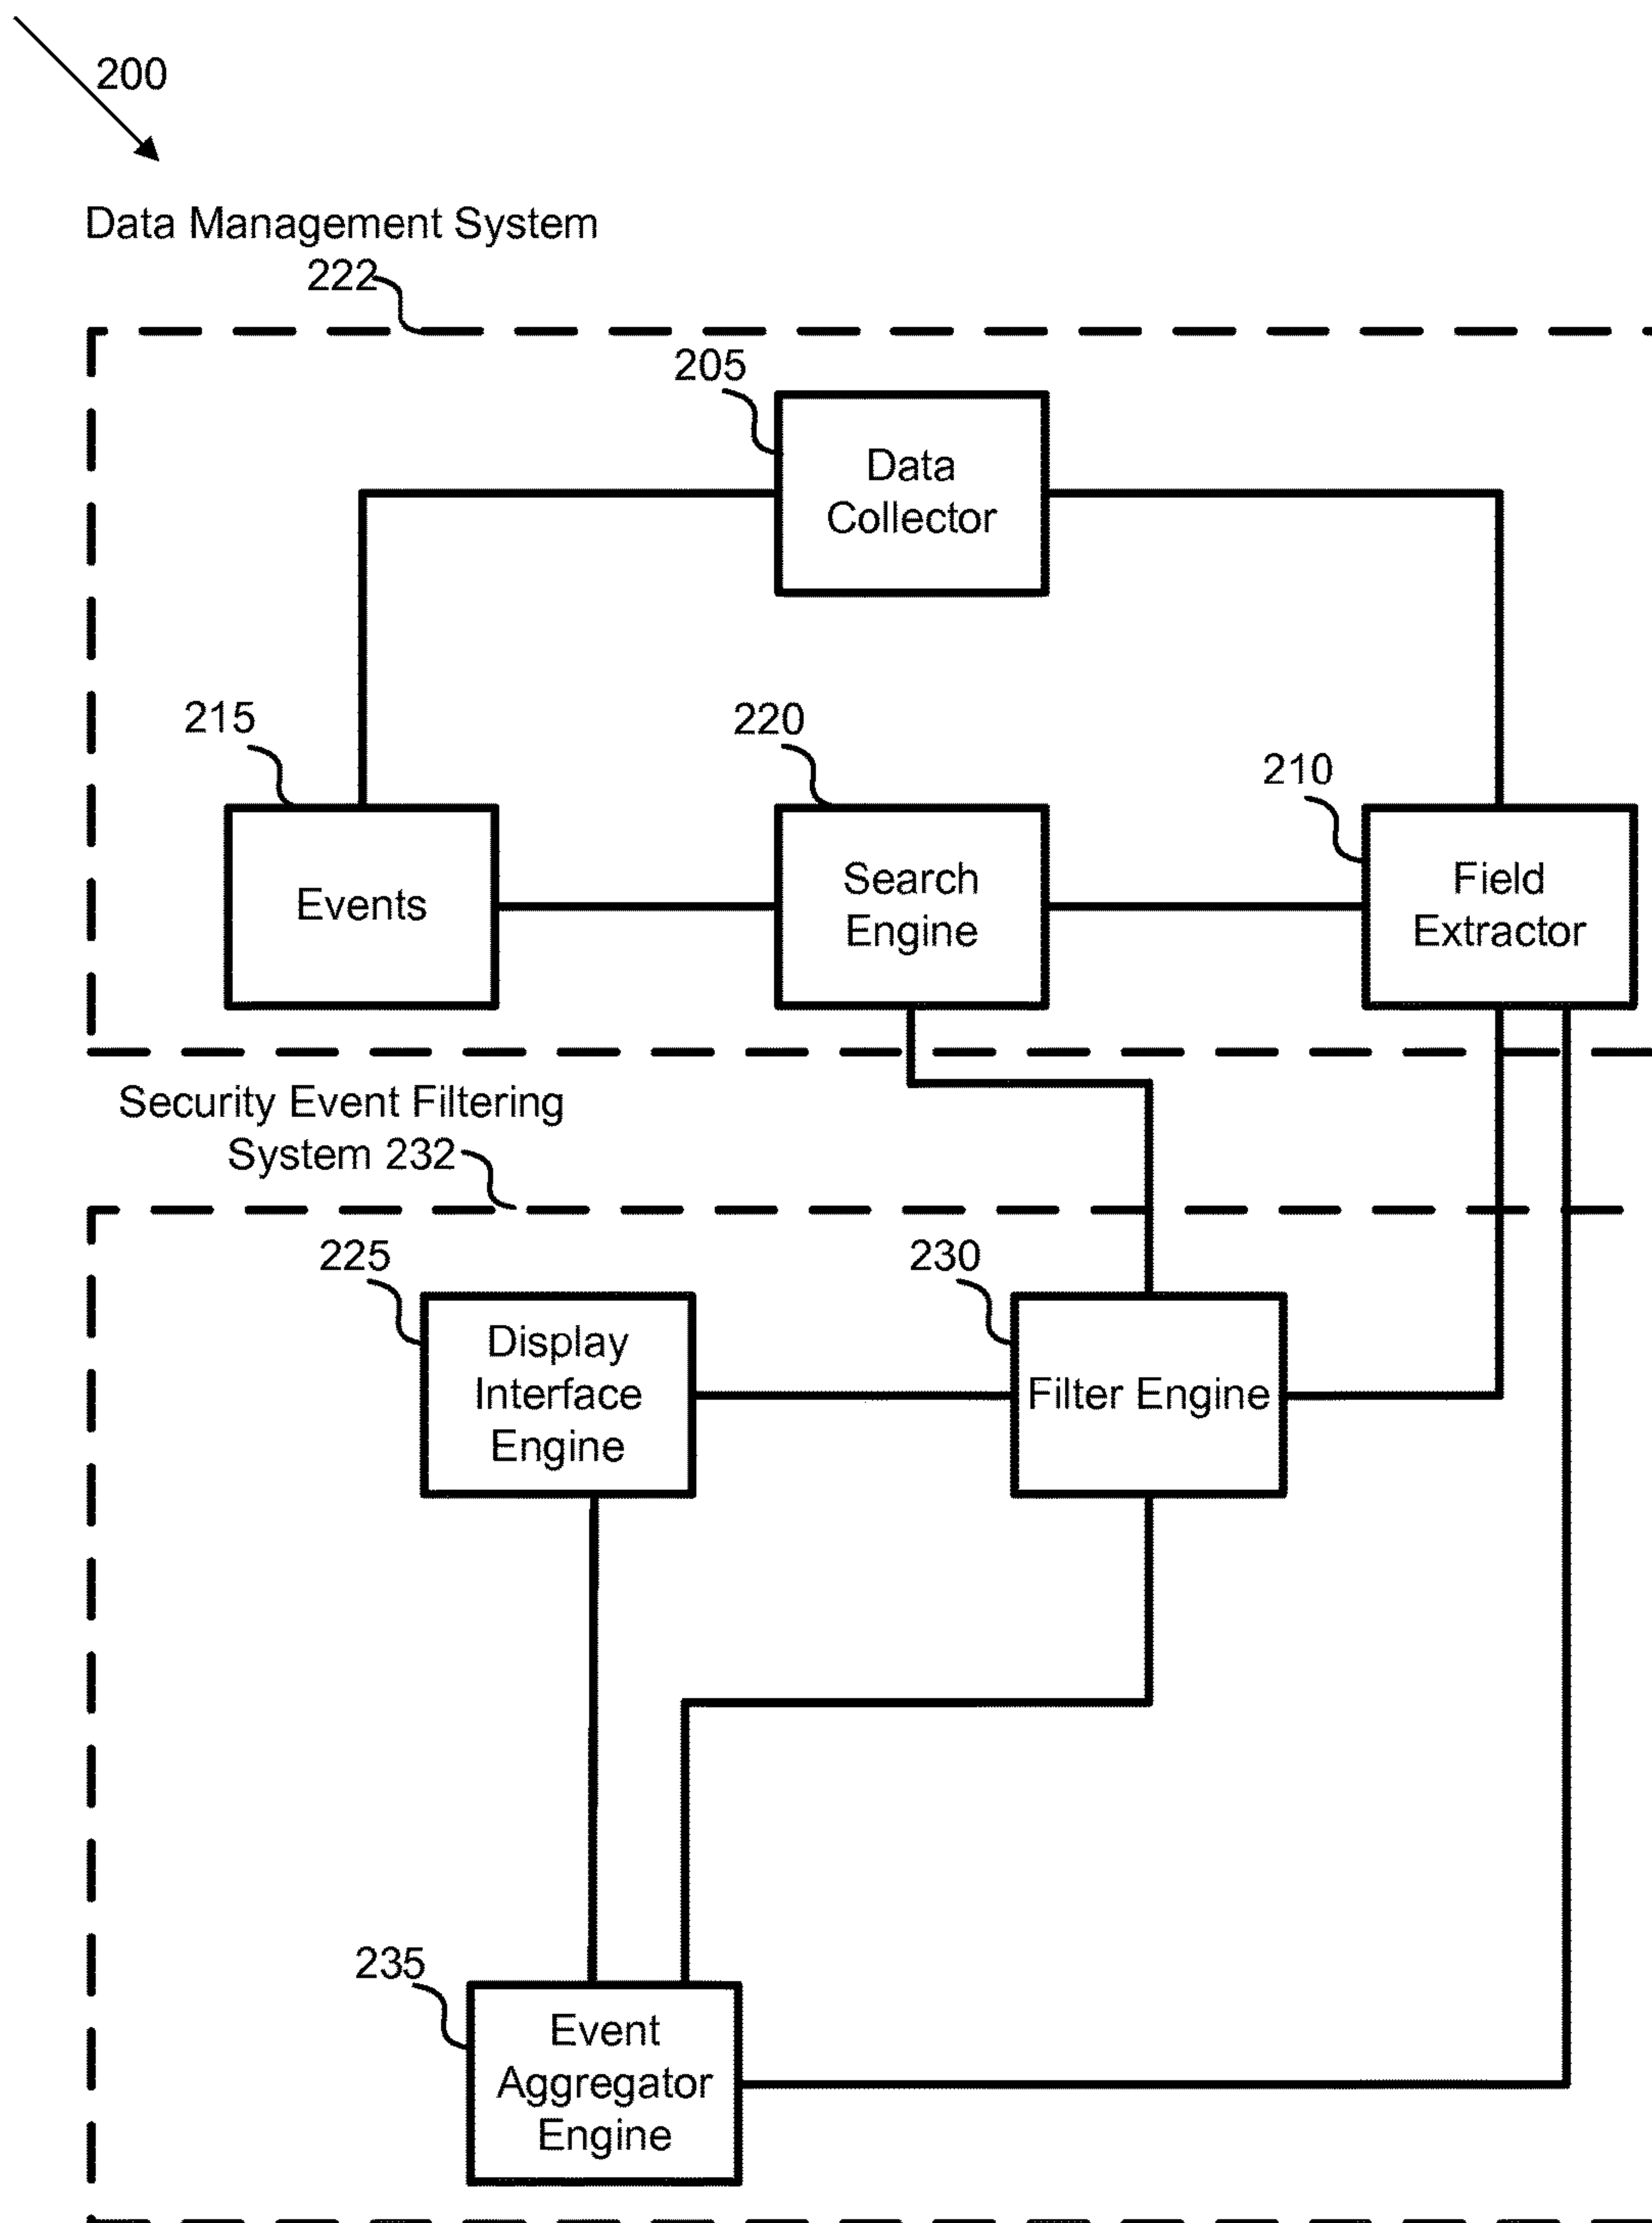 200
Data Management System
222
205
Data
Collector
215
220
210
Events
Search
Engine
Field
Extractor
Security Event Filtering
System 232
225
230
Display
Interface
Engine
Filter Engine
235
Event
Aggregator
Engine